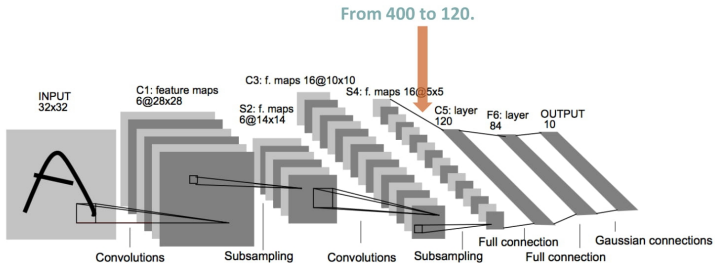 From 400 to 120.
INPUT
32x32
C1: feature maps
6@28x28
S2: f. maps
6@14x14
C3: f. maps 16@10x10
S4: f. maps 16@5x5
C5: layer
120
F6: layer
84
OUTPUT
10
Convolutions
Subsampling
Convolutions
Subsampling
Full connection
Full connection
Gaussian connections